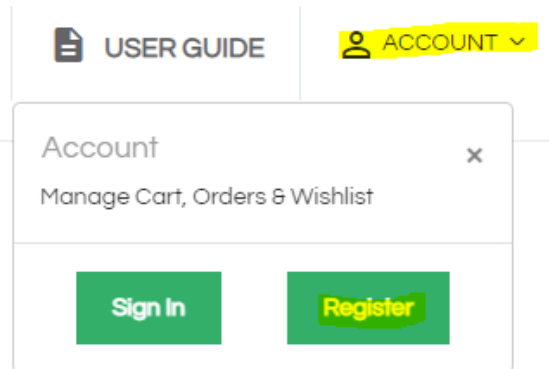 USER GUIDE
ACCOUNT
Account
Manage Cart, Orders & Wishlist
Sign In
Register